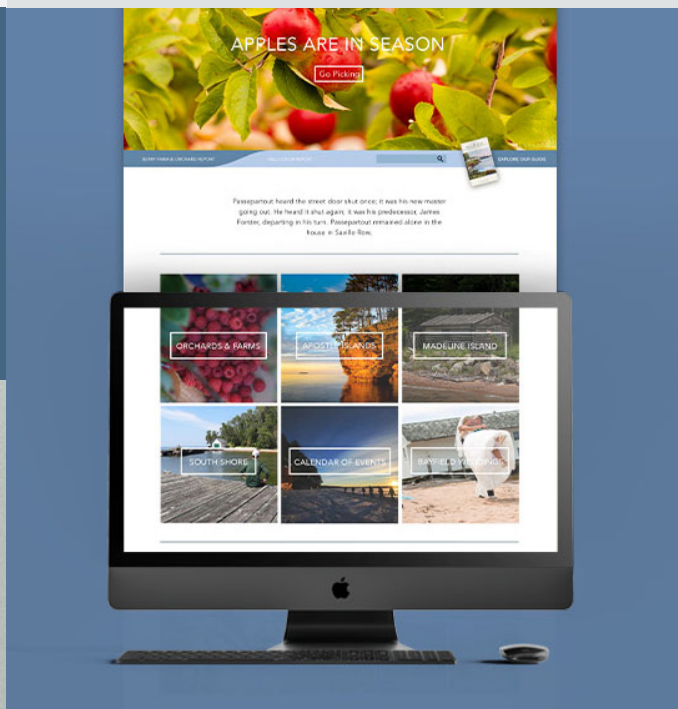 APPLES ARE IN SEASON
Go Picking
BERRY FARM & ORCHARD REPORT
EXPLORE OUR GUIDE
Passepartout heard the street door shut once; it was his new master
going out. He heard it shut again; it was his predecessor, James
Forster, departing in his turn. Passepartout remained alone in the
house in Saville Row.
ORCHARDS & FARMS
APOSTLE ISLANDS
MADELINE ISLAND
SOUTH SHORE
CALENDAR OF EVENTS
BAYFIELD WEDDINGS